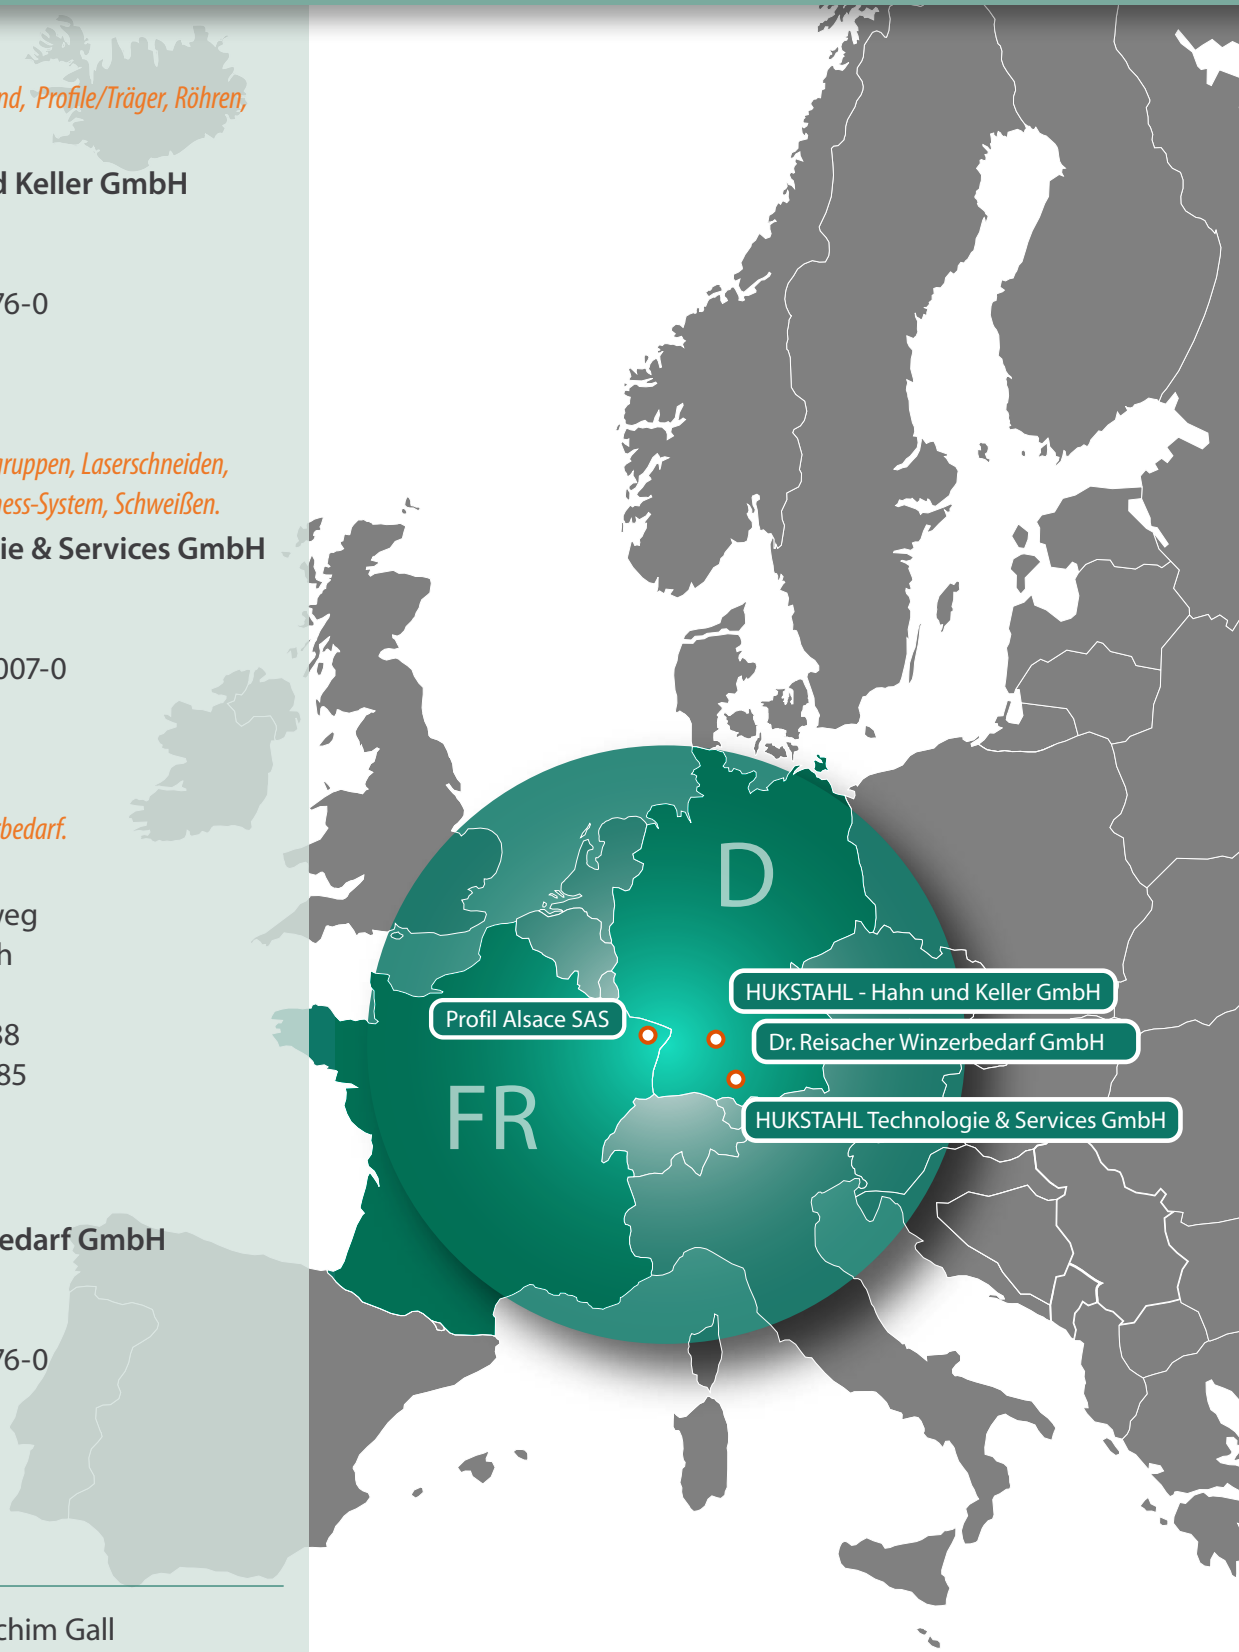 nd, Profile/Träger, Röhren,
d Keller GmbH
76-0
gruppen, Laserschneiden,
ness-System, Schweißen.
ie & Services GmbH
007-0
bedarf.
weg
h
38
85
edarf GmbH
76-0
chim Gall
D
HUKSTAHL - Hahn und Keller GmbH
Profil Alsace SAS
Dr. Reisacher Winzerbedarf GmbH
FR
HUKSTAHL Technologie & Services GmbH